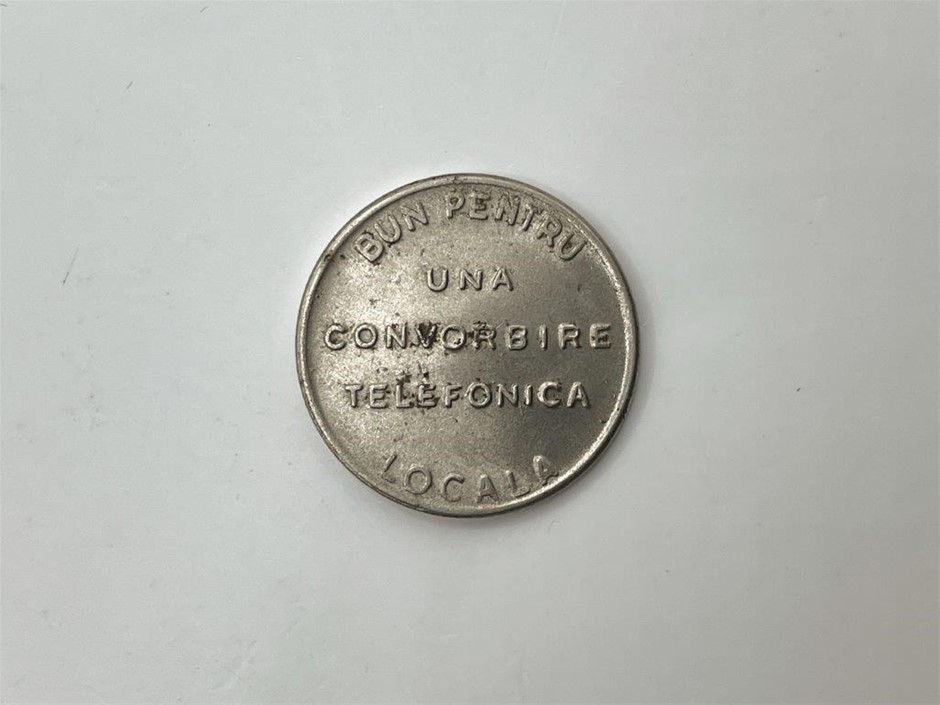 BUN PENTRU
UNA
CONVORBIRE
TELEFONICA
LOCALA